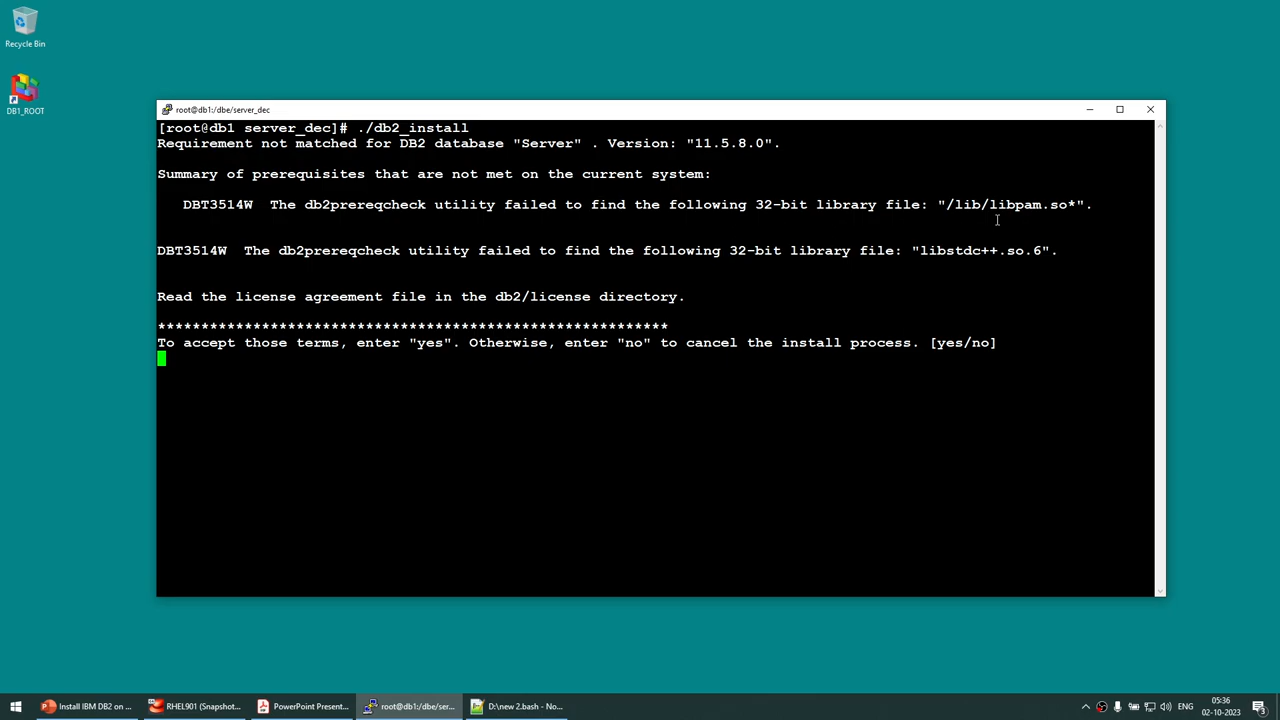 Recycle Bin
DB1_ROOT
root@db1:/dbe/server_dec
[root@db1 server_dec]# ./db2_install
Requirement not matched for DB2 database "Server" . Version: "11.5.8.0".
Summary of prerequisites that are not met on the current system:
DBT3514W  The db2prereqcheck utility failed to find the following 32-bit library file: "/lib/libpam.so*".
DBT3514W  The db2prereqcheck utility failed to find the following 32-bit library file: "libstdc++.so.6".
Read the license agreement file in the db2/license directory.
***********************************************************
To accept those terms, enter "yes". Otherwise, enter "no" to cancel the install process. [yes/no]
Install IBM DB2 on ...
RHEL901 (Snapshot...
PowerPoint Present...
root@db1:/dbe/ser...
D:\new 2.bash - No...
ENG
05:36
02-10-2023